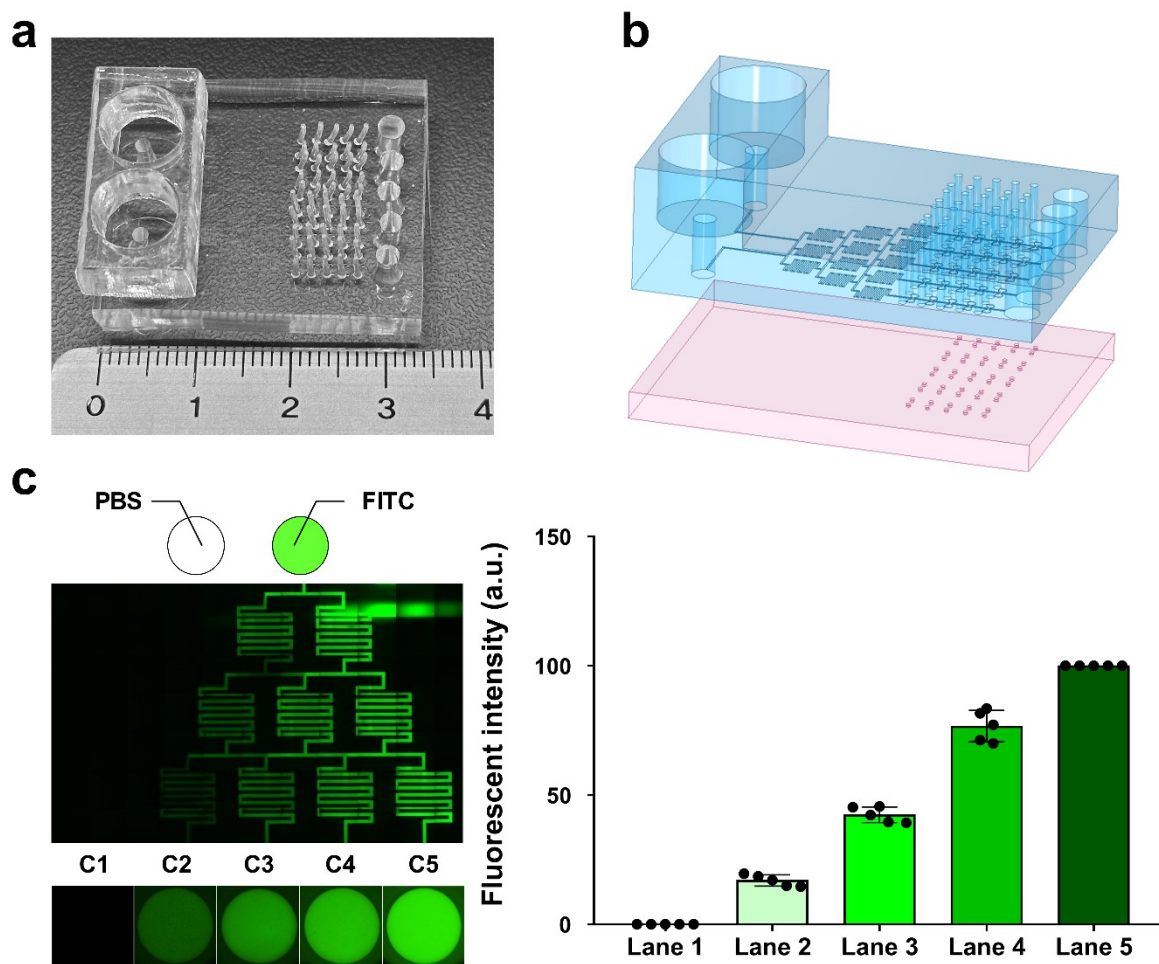 a
b
0 1 2 3 4
c
PBS
FITC
C1 C2 C3 C4 C5
Fluorescent intensity (a.u.)
150
100
50
0
Lane 1 Lane 2 Lane 3 Lane 4 Lane 5